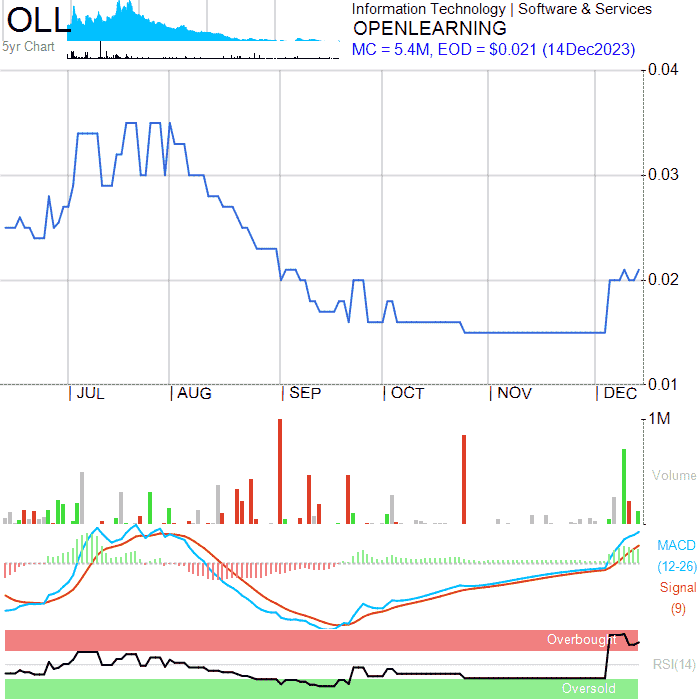 OLL
5yr Chart
Information Technology | Software & Services
OPENLEARNING
MC = 5.4M, EOD = $0.021 (14Dec2023)
0.04
0.03
0.02
0.01
JUL AUG SEP OCT NOV DEC
1M
Volume
MACD
(12-26)
Signal
(9)
Overbought
RSI(14)
Oversold